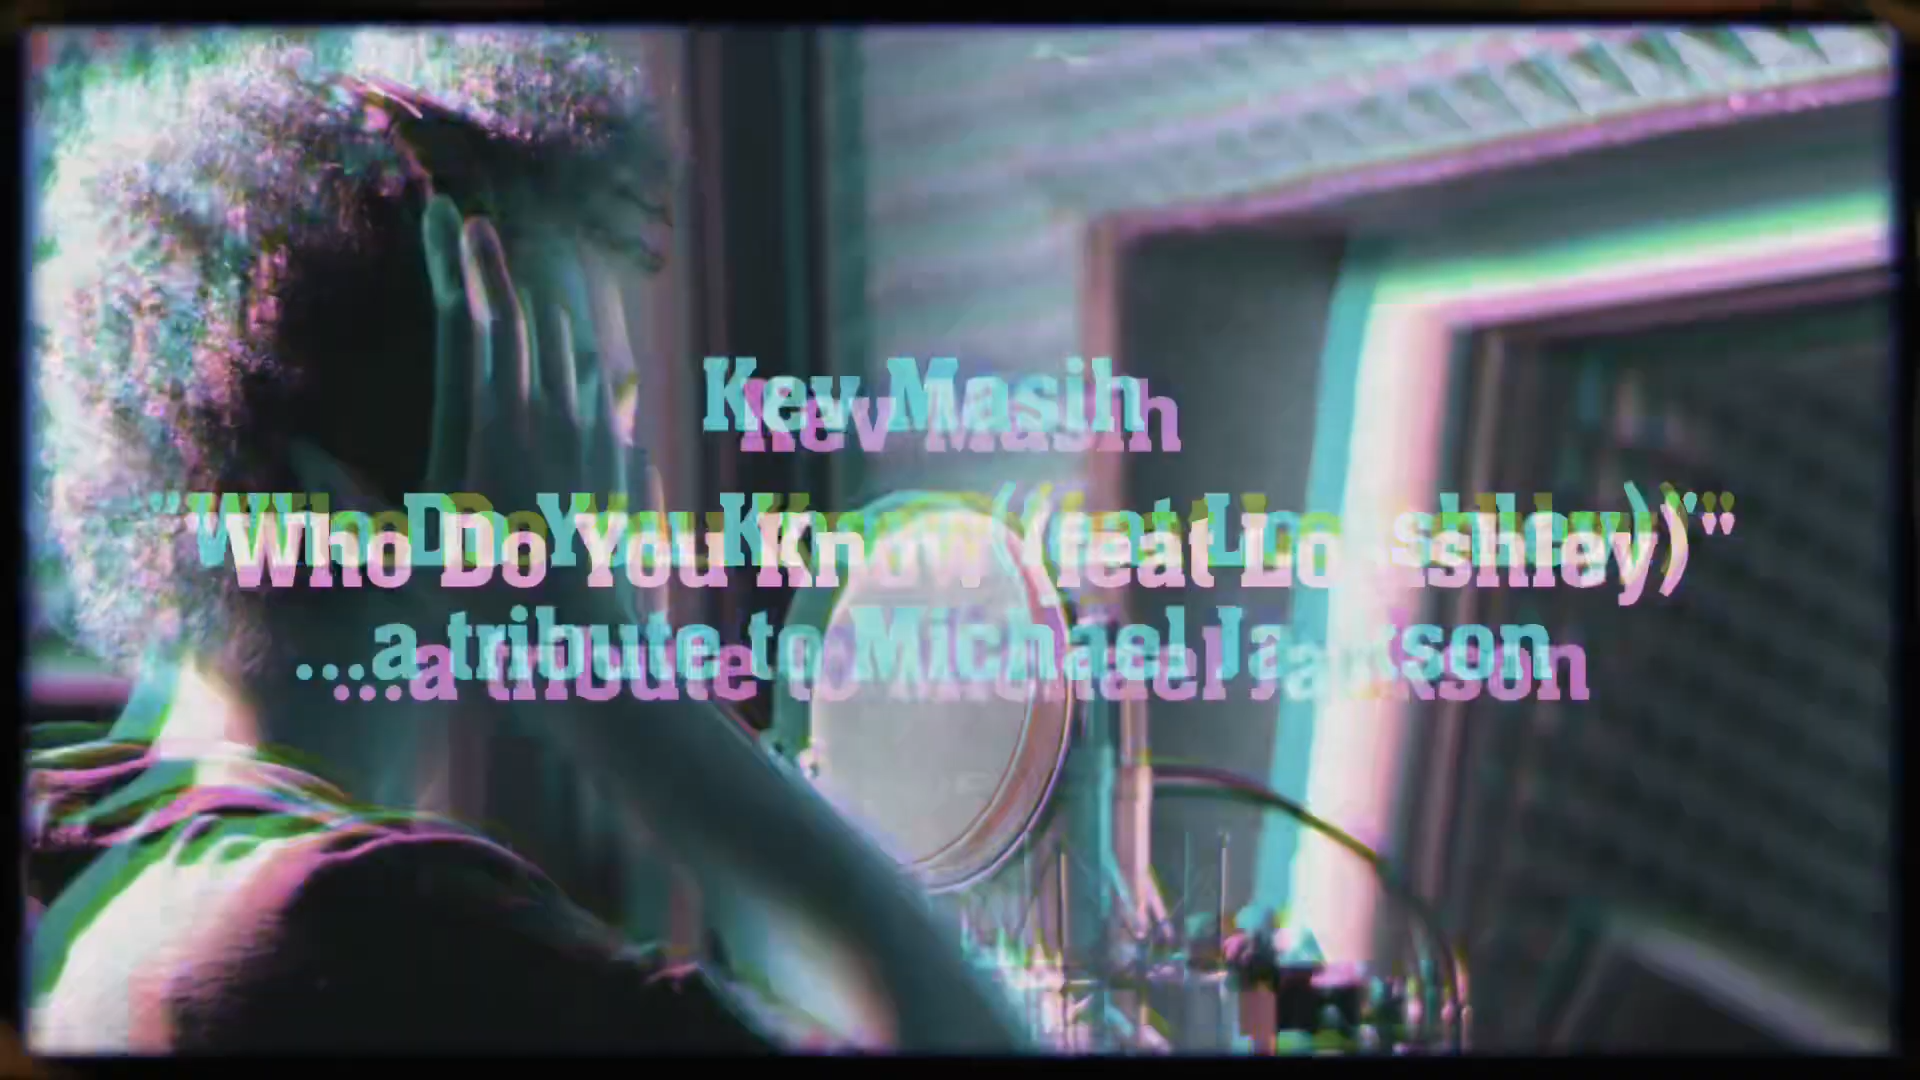 Kev Masih
"Who Do You Know (feat Lo Ashley)"
...a tribute to Michael Jackson